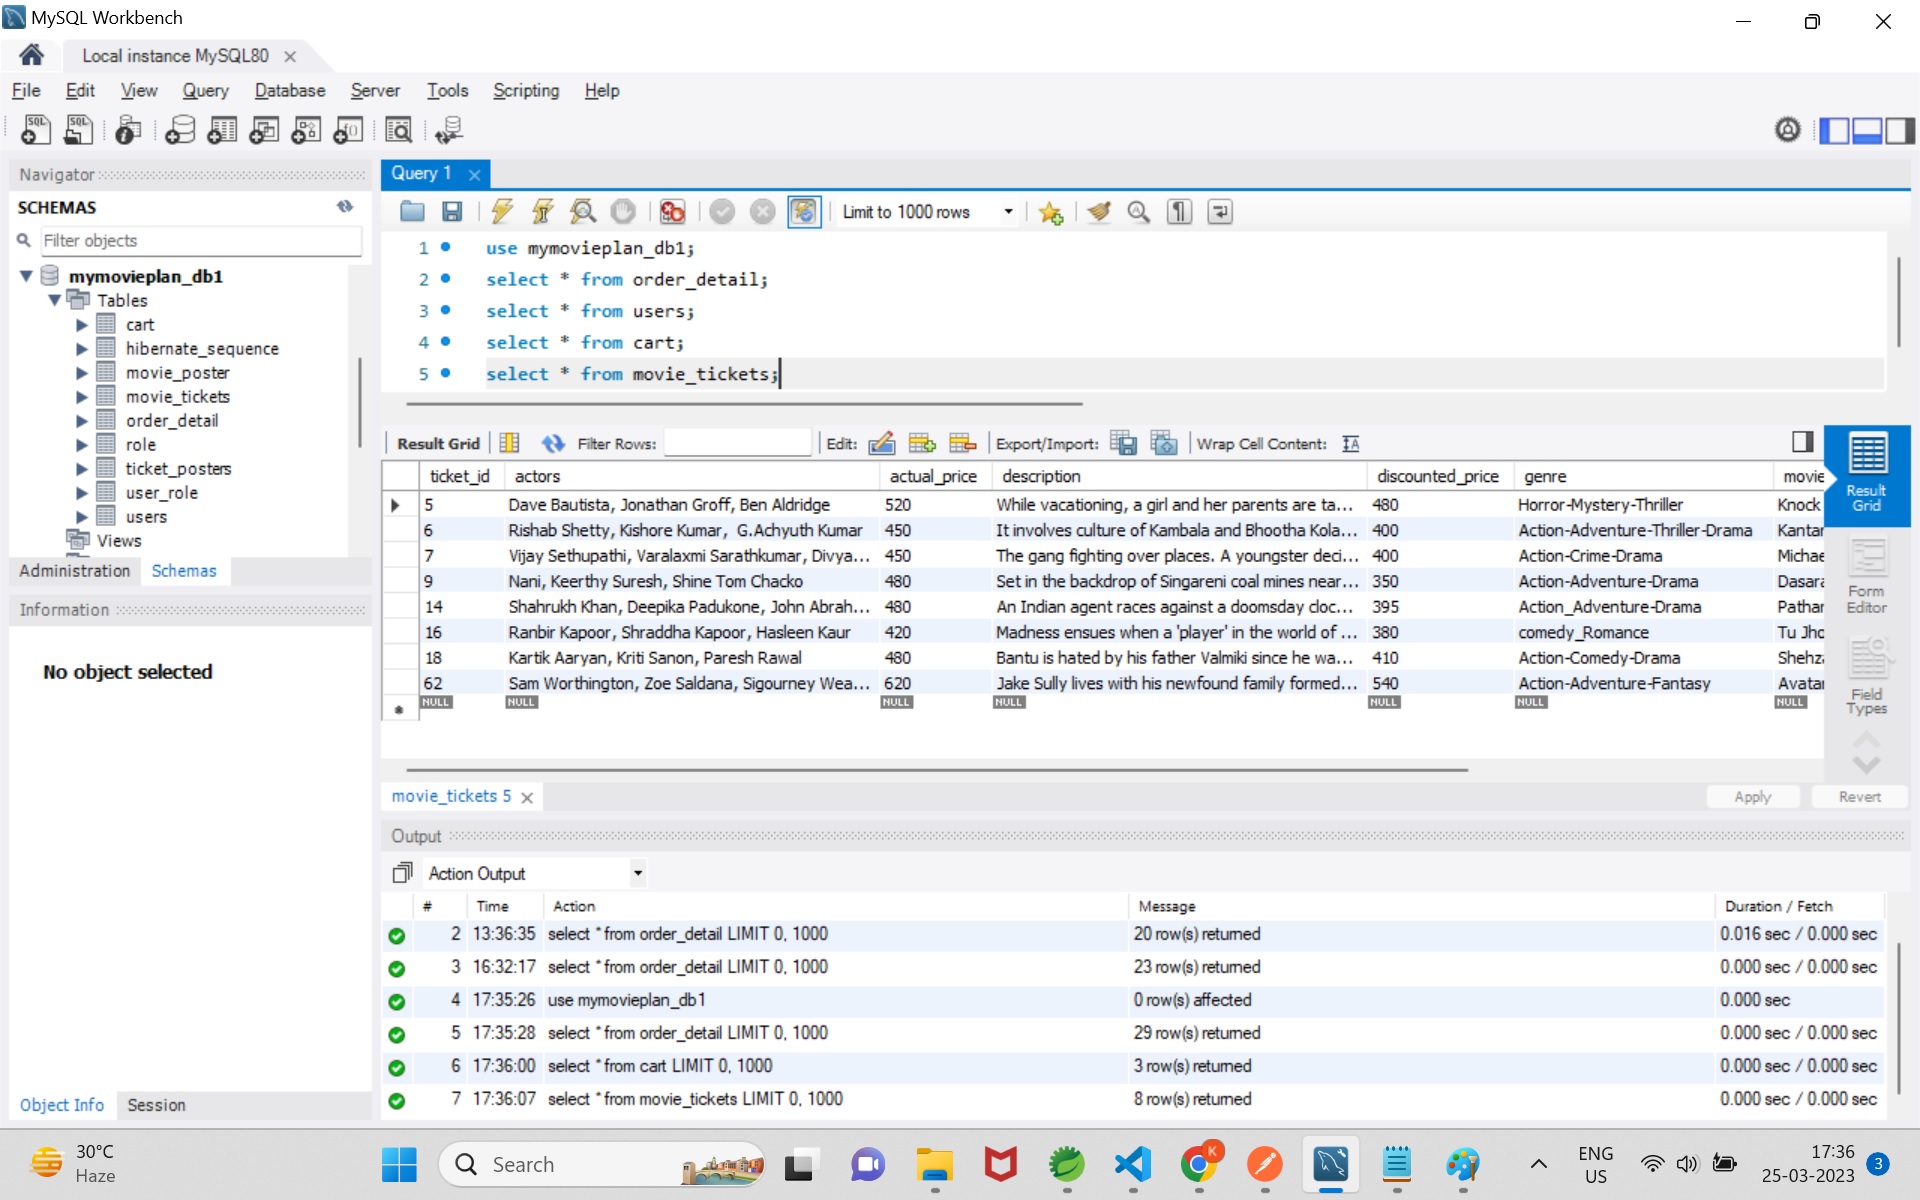 MySQL Workbench
Local instance MySQL80
File Edit View Query Database Server Tools Scripting Help
Navigator
SCHEMAS
Filter objects
mymovieplan_db1
Tables
cart
hibernate_sequence
movie_poster
movie_tickets
order_detail
role
ticket_posters
user_role
users
Views
Administration Schemas
Information
No object selected
Object Info Session
Query 1
Limit to 1000 rows
1 use mymovieplan_db1;
2 select * from order_detail;
3 select * from users;
4 select * from cart;
5 select * from movie_tickets;
Result Grid Filter Rows: Edit: Export/Import: Wrap Cell Content:
ticket_id actors actual_price description discounted_price genre movie
5 Dave Bautista, Jonathan Groff, Ben Aldridge 520 While vacationing, a girl and her parents are ta... 480 Horror-Mystery-Thriller Knock
6 Rishab Shetty, Kishore Kumar, G.Achyuth Kumar 450 It involves culture of Kambala and Bhootha Kola... 400 Action-Adventure-Thriller-Drama Kantar
7 Vijay Sethupathi, Varalaxmi Sarathkumar, Divya... 450 The gang fighting over places. A youngster deci... 400 Action-Crime-Drama Michae
9 Nani, Keerthy Suresh, Shine Tom Chacko 480 Set in the backdrop of Singareni coal mines near... 350 Action-Adventure-Drama Dasara
14 Shahrukh Khan, Deepika Padukone, John Abrah... 480 An Indian agent races against a doomsday cloc... 395 Action_Adventure-Drama Pathan
16 Ranbir Kapoor, Shraddha Kapoor, Hasleen Kaur 420 Madness ensues when a 'player' in the world of ... 380 comedy_Romance Tu Jho
18 Kartik Aaryan, Kriti Sanon, Paresh Rawal 480 Bantu is hated by his father Valmiki since he wa... 410 Action-Comedy-Drama Shehza
62 Sam Worthington, Zoe Saldana, Sigourney Wea... 620 Jake Sully lives with his newfound family formed... 540 Action-Adventure-Fantasy Avatar
NULL NULL NULL NULL NULL NULL NULL
Result Grid
Form Editor
Field Types
movie_tickets 5
Apply Revert
Output
Action Output
# Time Action Message Duration / Fetch
2 13:36:35 select * from order_detail LIMIT 0, 1000 20 row(s) returned 0.016 sec / 0.000 sec
3 16:32:17 select * from order_detail LIMIT 0, 1000 23 row(s) returned 0.000 sec / 0.000 sec
4 17:35:26 use mymovieplan_db1 0 row(s) affected 0.000 sec
5 17:35:28 select * from order_detail LIMIT 0, 1000 29 row(s) returned 0.000 sec / 0.000 sec
6 17:36:00 select * from cart LIMIT 0, 1000 3 row(s) returned 0.000 sec / 0.000 sec
7 17:36:07 select * from movie_tickets LIMIT 0, 1000 8 row(s) returned 0.000 sec / 0.000 sec
30°C
Haze
Search
K
ENG
US
17:36
25-03-2023
3